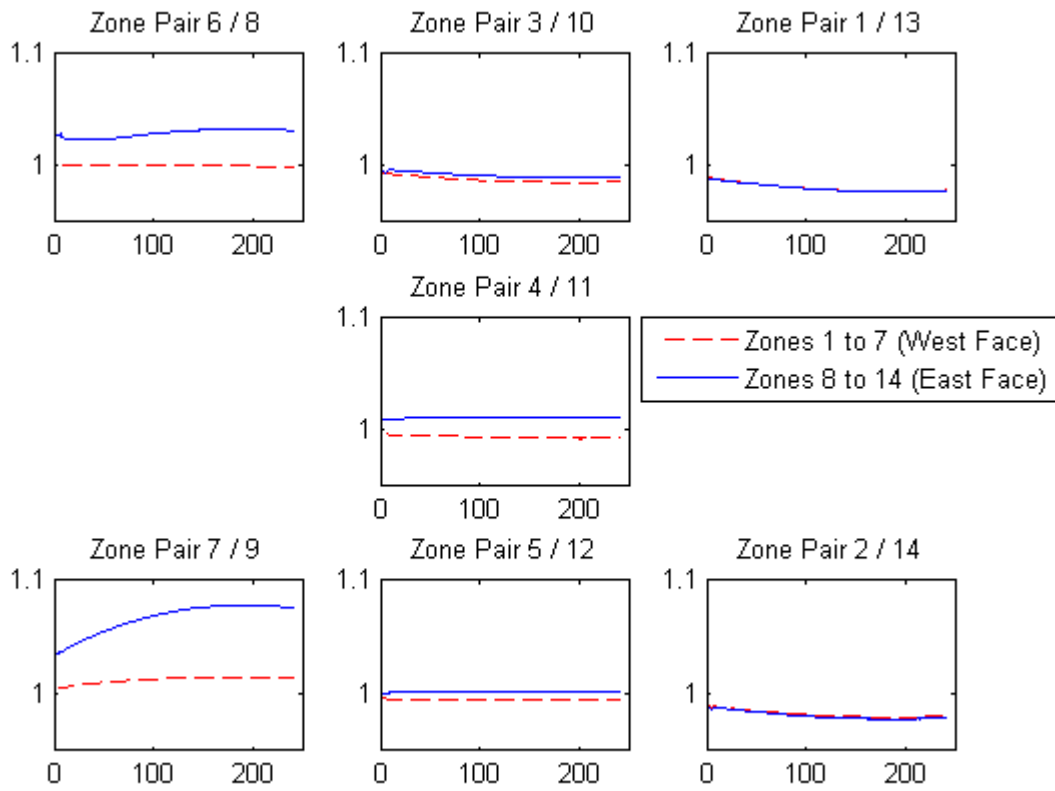 Zone Pair 6 / 8
1.1
1
0 100 200
Zone Pair 3 / 10
1.1
1
0 100 200
Zone Pair 1 / 13
1.1
1
0 100 200
Zone Pair 4 / 11
1.1
1
0 100 200
Zones 1 to 7 (West Face)
Zones 8 to 14 (East Face)
Zone Pair 7 / 9
1.1
1
0 100 200
Zone Pair 5 / 12
1.1
1
0 100 200
Zone Pair 2 / 14
1.1
1
0 100 200